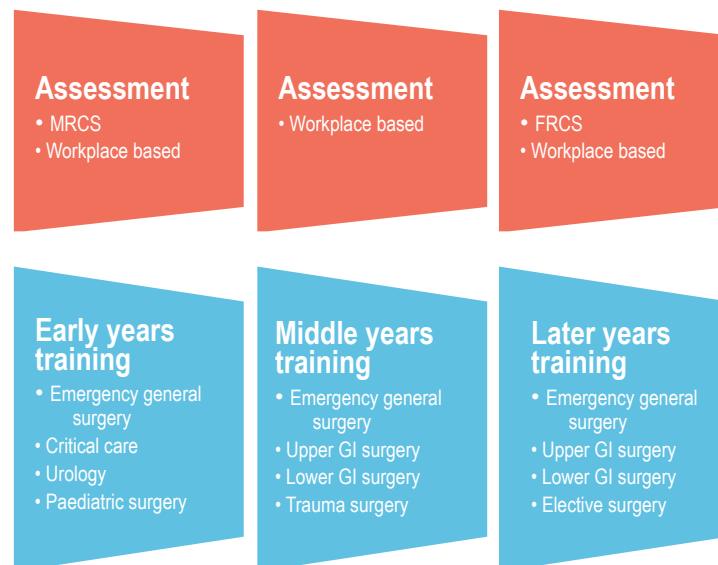 Assessment
• MRCS
• Workplace based
Assessment
• Workplace based
Assessment
• FRCS
• Workplace based
Early years
training
• Emergency general
surgery
• Critical care
• Urology
• Paediatric surgery
Middle years
training
• Emergency general
surgery
• Upper GI surgery
• Lower GI surgery
• Trauma surgery
Later years
training
• Emergency general
surgery
• Upper GI surgery
• Lower GI surgery
• Elective surgery